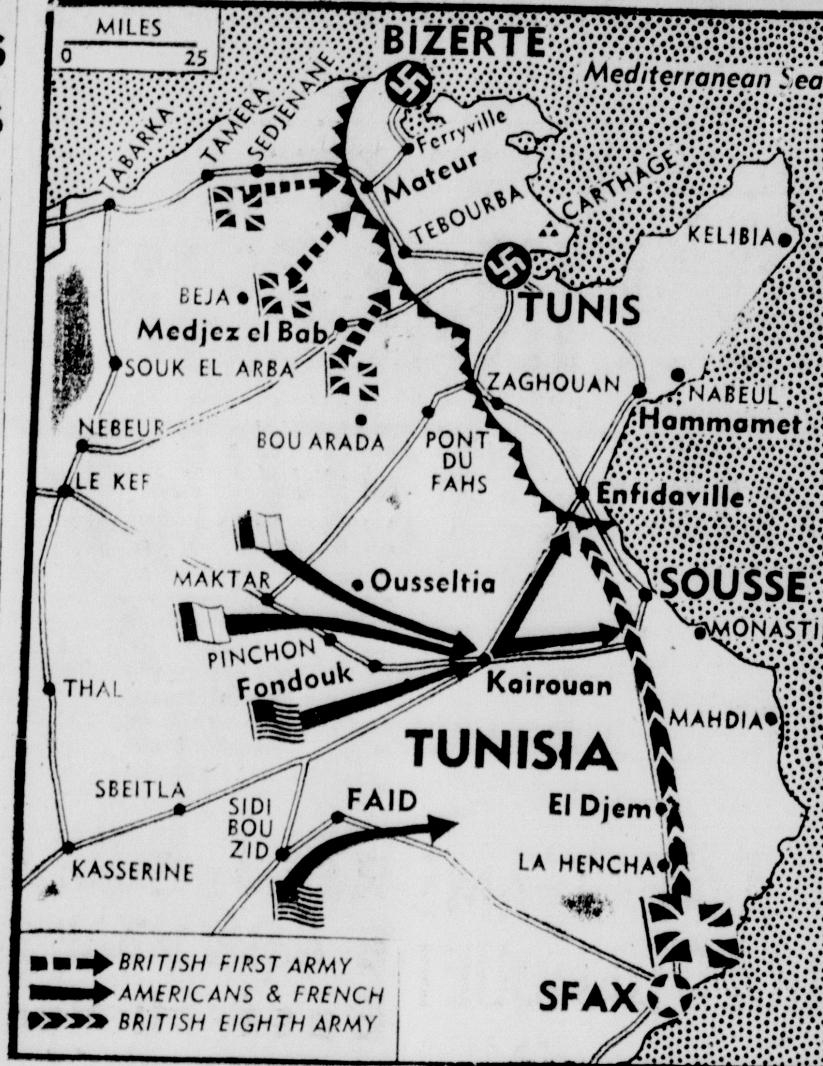 MILES
0 25
BIZERTE
Mediterranean Sea
TABARKA
TAMERA
SEDJENANE
Ferryville
Mateur
TEBOURBA
CARTHAGE
KELIBIA
BEJA
TUNIS
Medjez el Bab
SOUK EL ARBA
ZAGHOUAN
NABEUL
Hammamet
NEBEUR
BOU ARADA
PONT
DU
FAHS
LE KEF
Enfidaville
MAKTAR
Ousseltia
SOUSSE
MONASTI
PINCHON
Fondouk
Kairouan
THAL
MAHDIA
TUNISIA
SBEITLA
SIDI
BOU
ZID
FAID
El Djem
LA HENCHA
KASSERINE
BRITISH FIRST ARMY
AMERICANS & FRENCH
BRITISH EIGHTH ARMY
SFAX